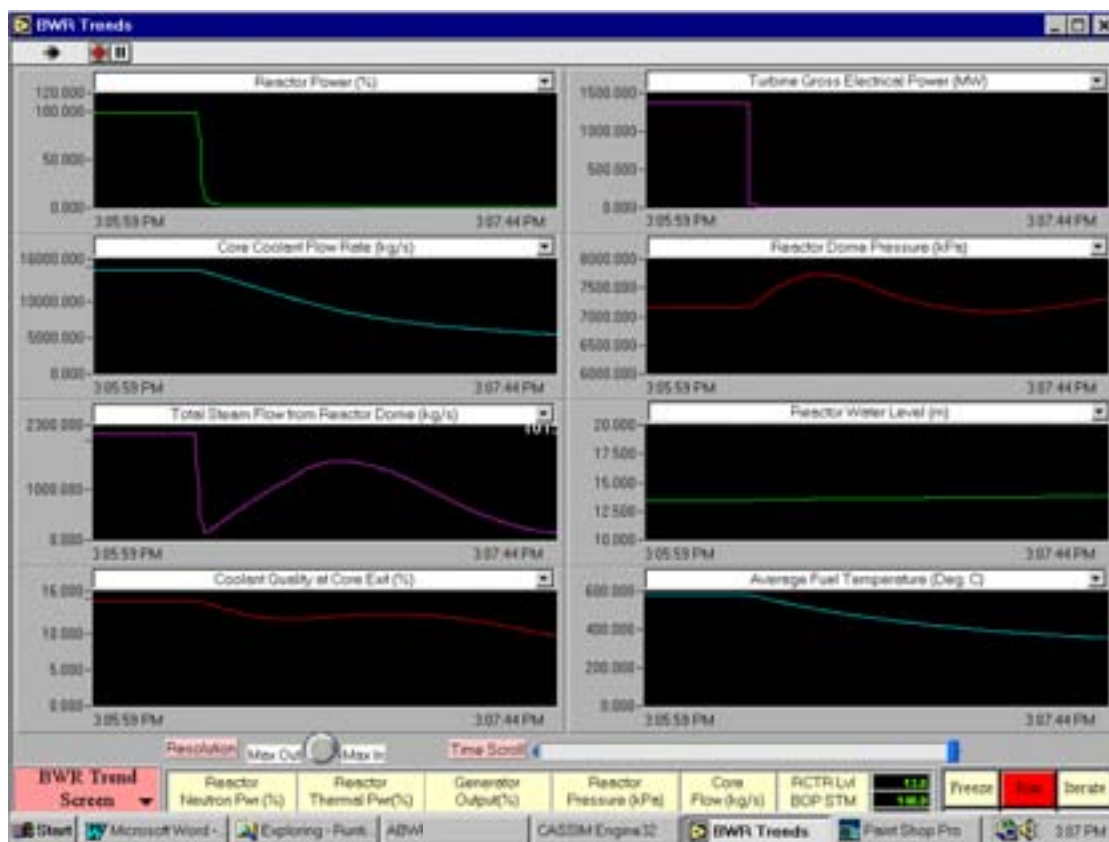 BWR Trends
Reactor Power (%)
120.000
100.000
50.000
0.000
3:05:59 PM 3:07:44 PM
Turbine Gross Electrical Power (MW)
1500.000
1000.000
500.000
0.000
3:05:59 PM 3:07:44 PM
Core Coolant Flow Rate (kg/s)
16000.000
10000.000
5000.000
0.000
3:05:59 PM 3:07:44 PM
Reactor Dome Pressure (kPa)
8000.000
7500.000
7000.000
6500.000
6000.000
3:05:59 PM 3:07:44 PM
Total Steam Flow from Reactor Dome (kg/s)
2300.000
1000.000
0.000
3:05:59 PM 3:07:44 PM
Reactor Water Level (m)
20.000
17.500
15.000
12.500
10.000
3:05:59 PM 3:07:44 PM
Coolant Quality at Core Exit (%)
16.000
10.000
5.000
0.000
3:05:59 PM 3:07:44 PM
Average Fuel Temperature (Deg. C)
600.000
400.000
200.000
0.000
3:05:59 PM 3:07:44 PM
Resolution Max Out Max In Time Scroll
BWR Trend
Screen
Reactor
Neutron Pwr (%)
Reactor
Thermal Pwr(%)
Generator
Output(%)
Reactor
Pressure (kPa)
Core
Flow (kg/s)
RCTR Lvl
BOP STM
Freeze Iterate
Start Microsoft Word - Exploring - Runti. ABWR CASSIM Engine32 BWR Trends Paint Shop Pro 3:07 PM